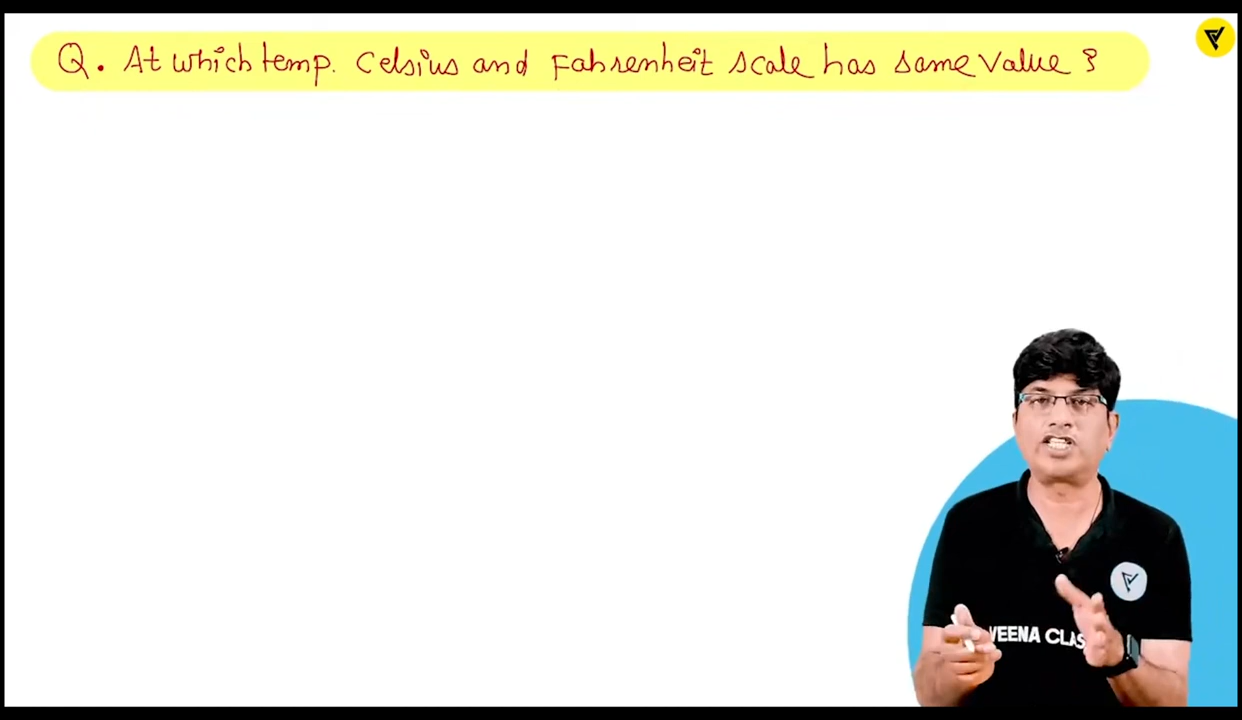 Q. At which temp. Celsius and Fahrenheit scale has same value ?
VEENA CLAS